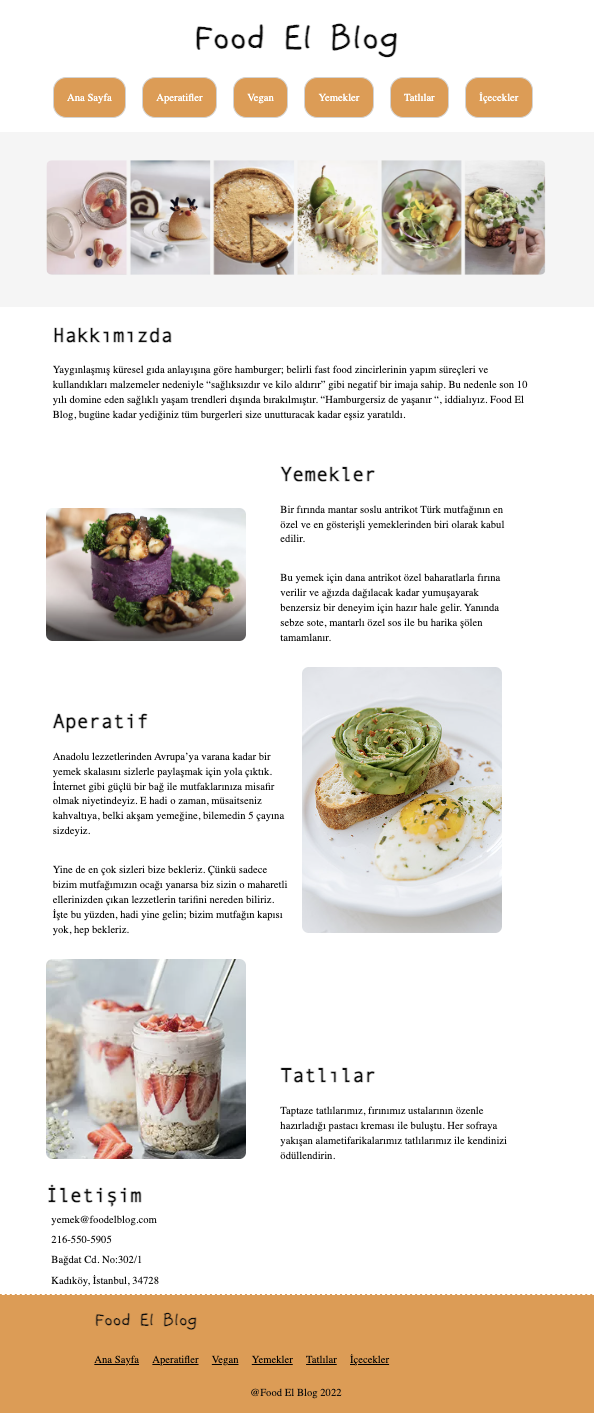 Food El Blog
Ana Sayfa
Aperatifler
Vegan
Yemekler
Tatlılar
İçecekler
Hakkımızda
Yaygınlaşmış küresel gıda anlayışına göre hamburger; belirli fast food zincirlerinin yapım süreçleri ve
kullandıkları malzemeler nedeniyle “sağlıksızdır ve kilo aldırır” gibi negatif bir imaja sahip. Bu nedenle son 10
yılı domine eden sağlıklı yaşam trendleri dışında bırakılmıştır. “Hamburgersiz de yaşanır “, iddialıyız. Food El
Blog, bugüne kadar yediğiniz tüm burgerleri size unutturacak kadar eşsiz yaratıldı.
Yemekler
Bir fırında mantar soslu antrikot Türk mutfağının en
özel ve en gösterişli yemeklerinden biri olarak kabul
edilir.
Bu yemek için dana antrikot özel baharatlarla fırına
verilir ve ağızda dağılacak kadar yumuşayarak
benzersiz bir deneyim için hazır hale gelir. Yanında
sebze sote, mantarlı özel sos ile bu harika şölen
tamamlanır.
Aperatif
Anadolu lezzetlerinden Avrupa’ya varana kadar bir
yemek skalasını sizlerle paylaşmak için yola çıktık.
İnternet gibi güçlü bir bağ ile mutfaklarınıza misafir
olmak niyetindeyiz. E hadi o zaman, müsaitseniz
kahvaltıya, belki akşam yemeğine, bilemedin 5 çayına
sizdeyiz.
Yine de en çok sizleri bize bekleriz. Çünkü sadece
bizim mutfağımızın ocağı yanarsa biz sizin o maharetli
ellerinizden çıkan lezzetlerin tarifini nereden biliriz.
İşte bu yüzden, hadi yine gelin; bizim mutfağın kapısı
yok, hep bekleriz.
Tatlılar
Taptaze tatlılarımız, fırınımız ustalarının özenle
hazırladığı pastacı kreması ile buluştu. Her sofraya
yakışan alametifarikalarımız tatlılarımız ile kendinizi
ödüllendirin.
İletişim
yemek@foodelblog.com
216-550-5905
Bağdat Cd. No:302/1
Kadıköy, İstanbul, 34728
Food El Blog
Ana Sayfa Aperatifler Vegan Yemekler Tatlılar İçecekler
@Food El Blog 2022